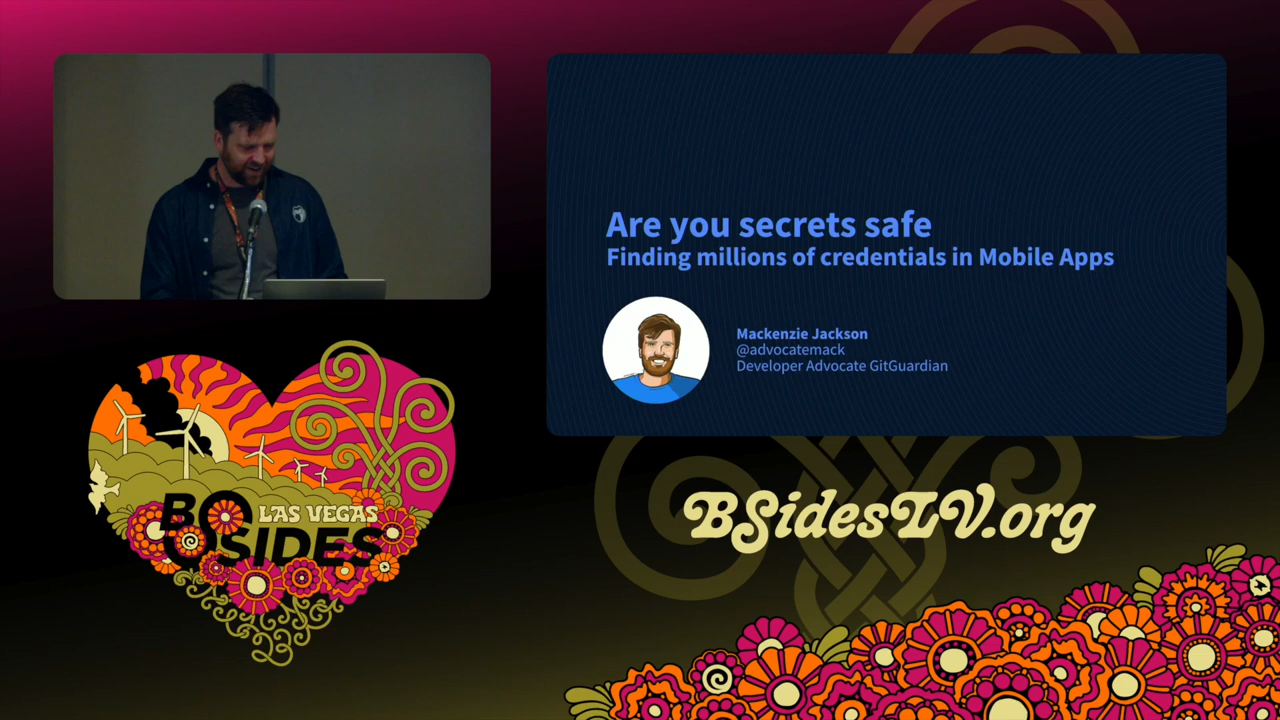 Are you secrets safe
Finding millions of credentials in Mobile Apps
Mackenzie Jackson
@advocatemack
Developer Advocate GitGuardian
LAS VEGAS
SIDES
BSidesLV.org